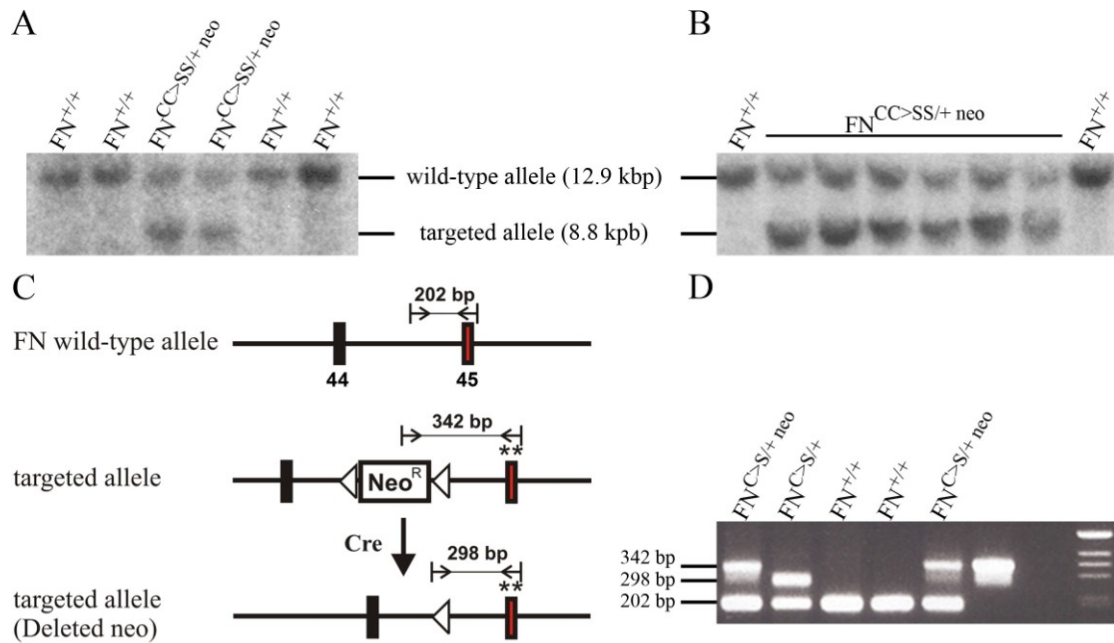 A
FN+/+
FN+/+
FNCC>SS/+ neo
FNCC>SS/+ neo
FN+/+
FN+/+
B
FN+/+
FNCC>SS/+ neo
FN+/+
wild-type allele (12.9 kbp)
targeted allele (8.8 kpb)
C
FN wild-type allele
202 bp
44
45
targeted allele
342 bp
**
NeoR
Cre
298 bp
**
targeted allele
(Deleted neo)
D
FNC>S/+ neo
FNC>S/+
FN+/+
FN+/+
FNC>S/+ neo
342 bp
298 bp
202 bp